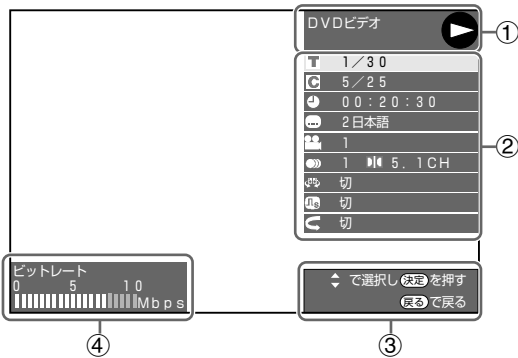 DVDビデオ
①
T 1/30
C 5/25
00:20:30
2日本語
1
1 5.1CH
切
切
切
②
ビットレート
0 5 10
Mbps
で選択し決定を押す
戻るで戻る
④
③